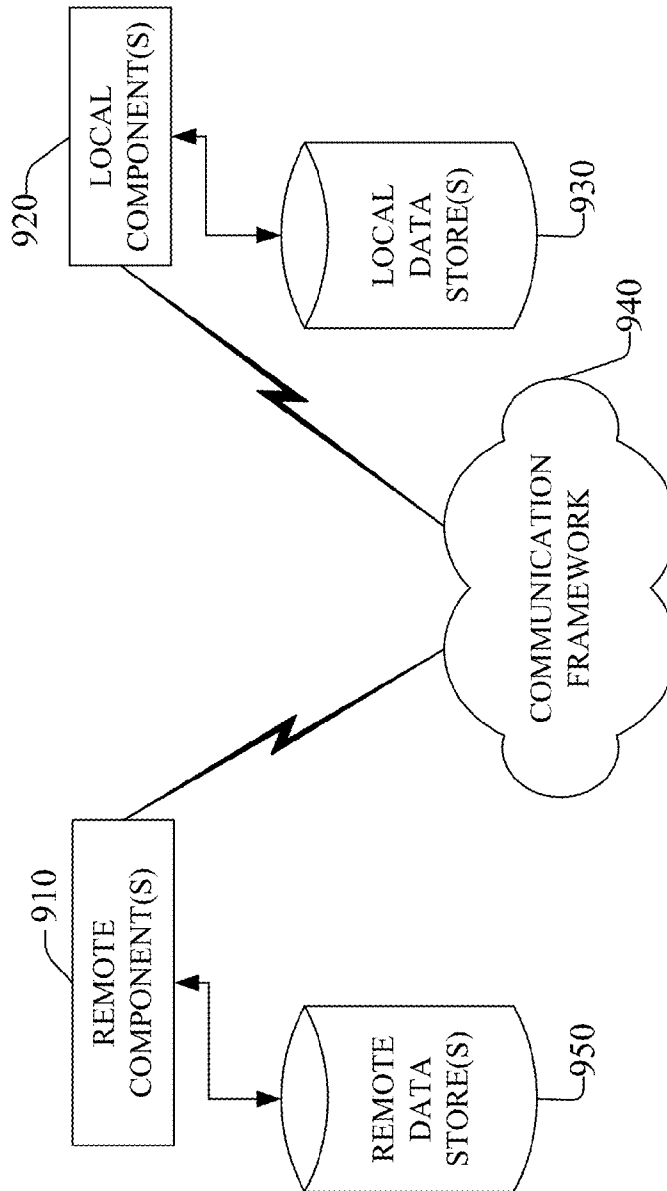 910
REMOTE
COMPONENT(S)
920
LOCAL
COMPONENT(S)
REMOTE
DATA
STORE(S)
950
LOCAL
DATA
STORE(S)
930
940
COMMUNICATION
FRAMEWORK